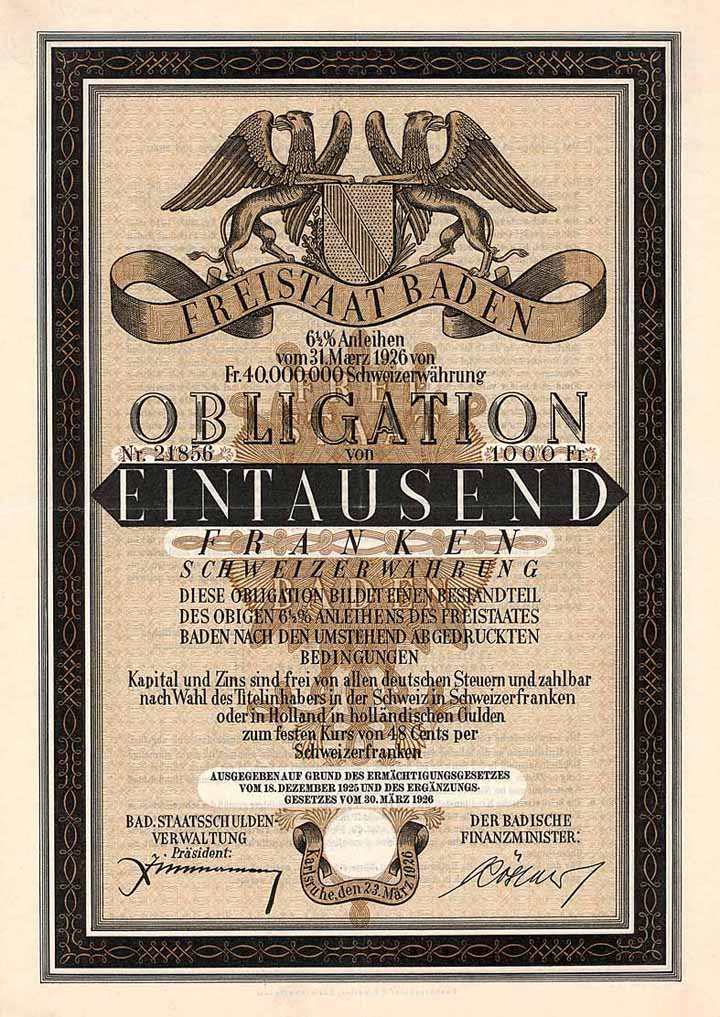 FREISTAAT BADEN
6½% Anleihen
vom 31. Mærz 1926 von
Fr. 40,000,000 Schweizerwährung
OBLIGATION
Nr. 21856 von 1000 Fr.
EINTAUSEND
FRANKEN
SCHWEIZERWÄHRUNG
DIESE OBLIGATION BILDET EINEN BESTANDTEIL
DES OBIGEN 6½% ANLEIHENS DES FREISTAATES
BADEN NACH DEN UMSTEHEND ABGEDRUCKTEN
BEDINGUNGEN
Kapital und Zins sind frei von allen deutschen Steuern und zahlbar
nach Wahl des Titelinhabers in der Schweiz in Schweizerfranken
oder in Holland in holländischen Gulden
zum festen Kurs von 48 Cents per
Schweizerfranken
AUSGEGEBEN AUF GRUND DES ERMÄCHTIGUNGSGESETZES
VOM 18. DEZEMBER 1925 UND DES ERGÄNZUNGS-
GESETZES VOM 30. MÄRZ 1926
BAD. STAATSSCHULDEN-
VERWALTUNG
Präsident:
Zimmermann
DER BADISCHE
FINANZMINISTER:
Karlsruhe, den 23. März 1926
FREI
STAAT
BADEN